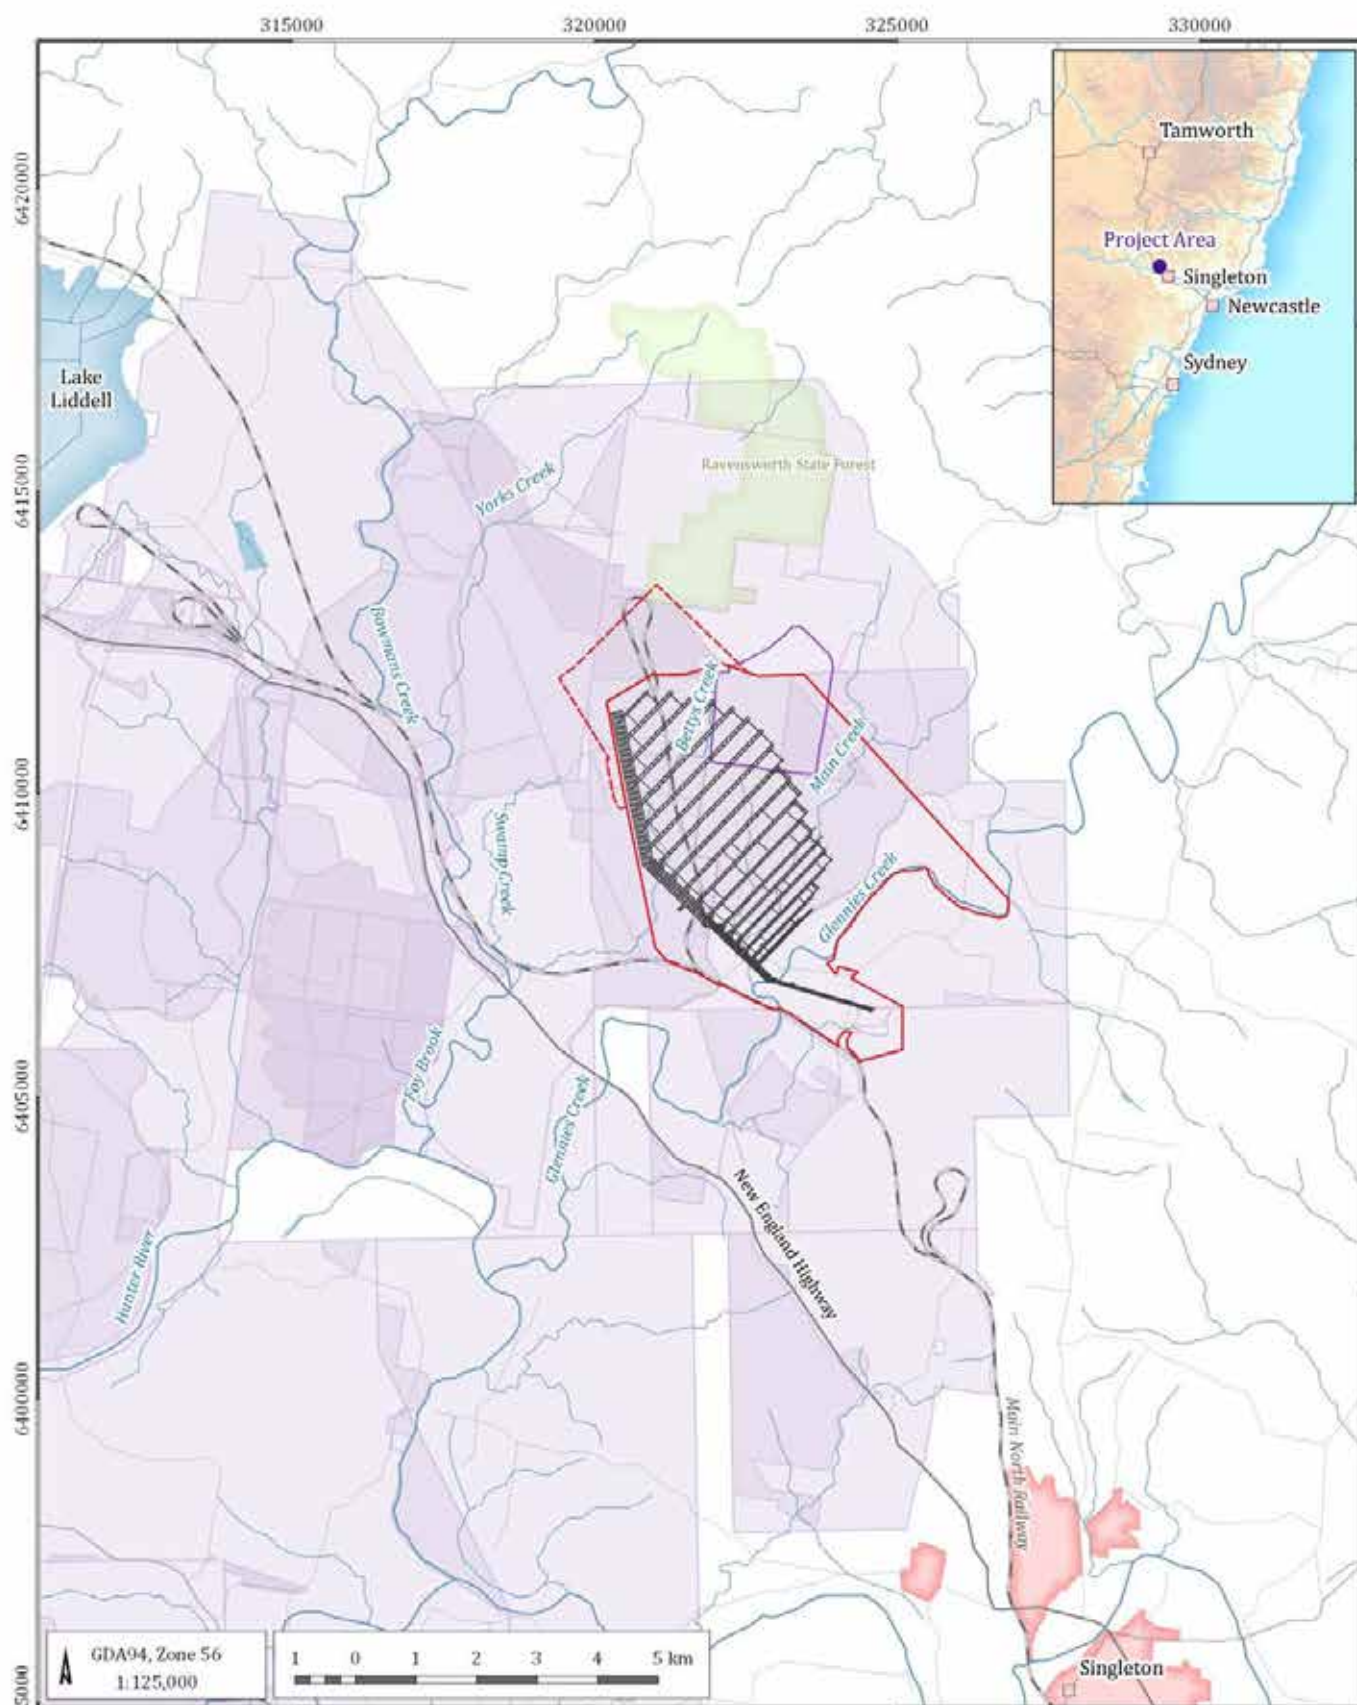 315000
320000
325000
330000
6420000
6415000
6410000
6405000
6400000
5000
Tamworth
Project Area
Singleton
Newcastle
Sydney
Lake
Liddell
Ravensworth State Forest
Yorks Creek
Bowmans Creek
Bettys Creek
Main Creek
Swamp Creek
Glennies Creek
Foy Brook
Glennies Creek
New England Highway
Hunter River
Main North Railway
Singleton
GDA94, Zone 56
1:125,000
1 0 1 2 3 4 5 km